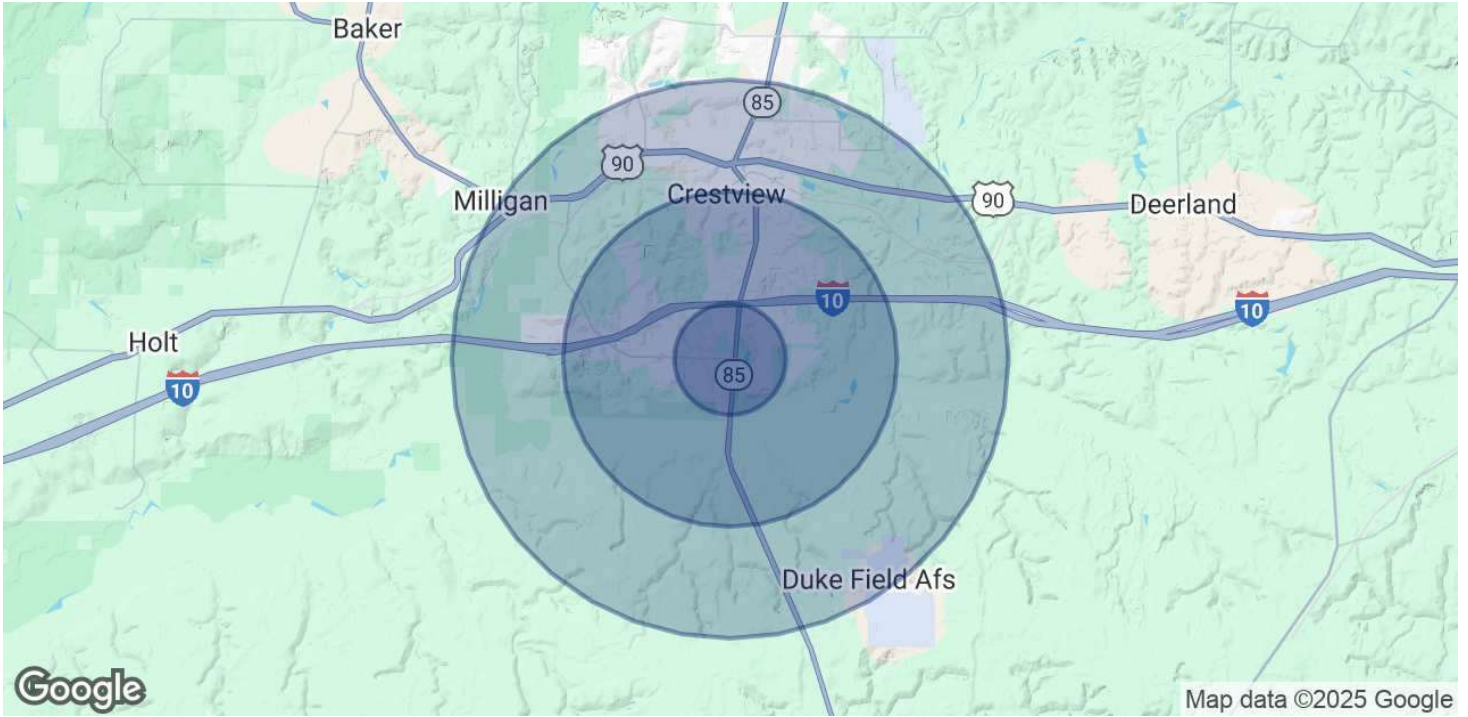 Baker
85
90
Milligan
Crestview
90
Deerland
10
10
Holt
10
85
Duke Field Afs
Google
Map data ©2025 Google